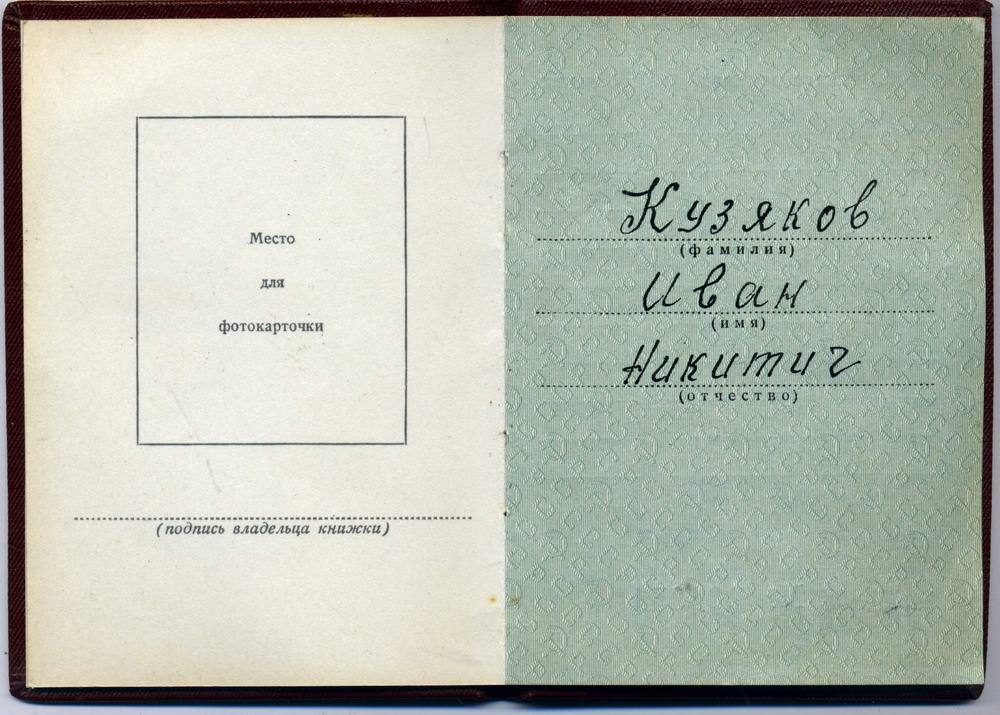 Место
для
фотокарточки
(подпись владельца книжки)
Кузяков
(фамилия)
Иван
(имя)
Никитич
(отчество)